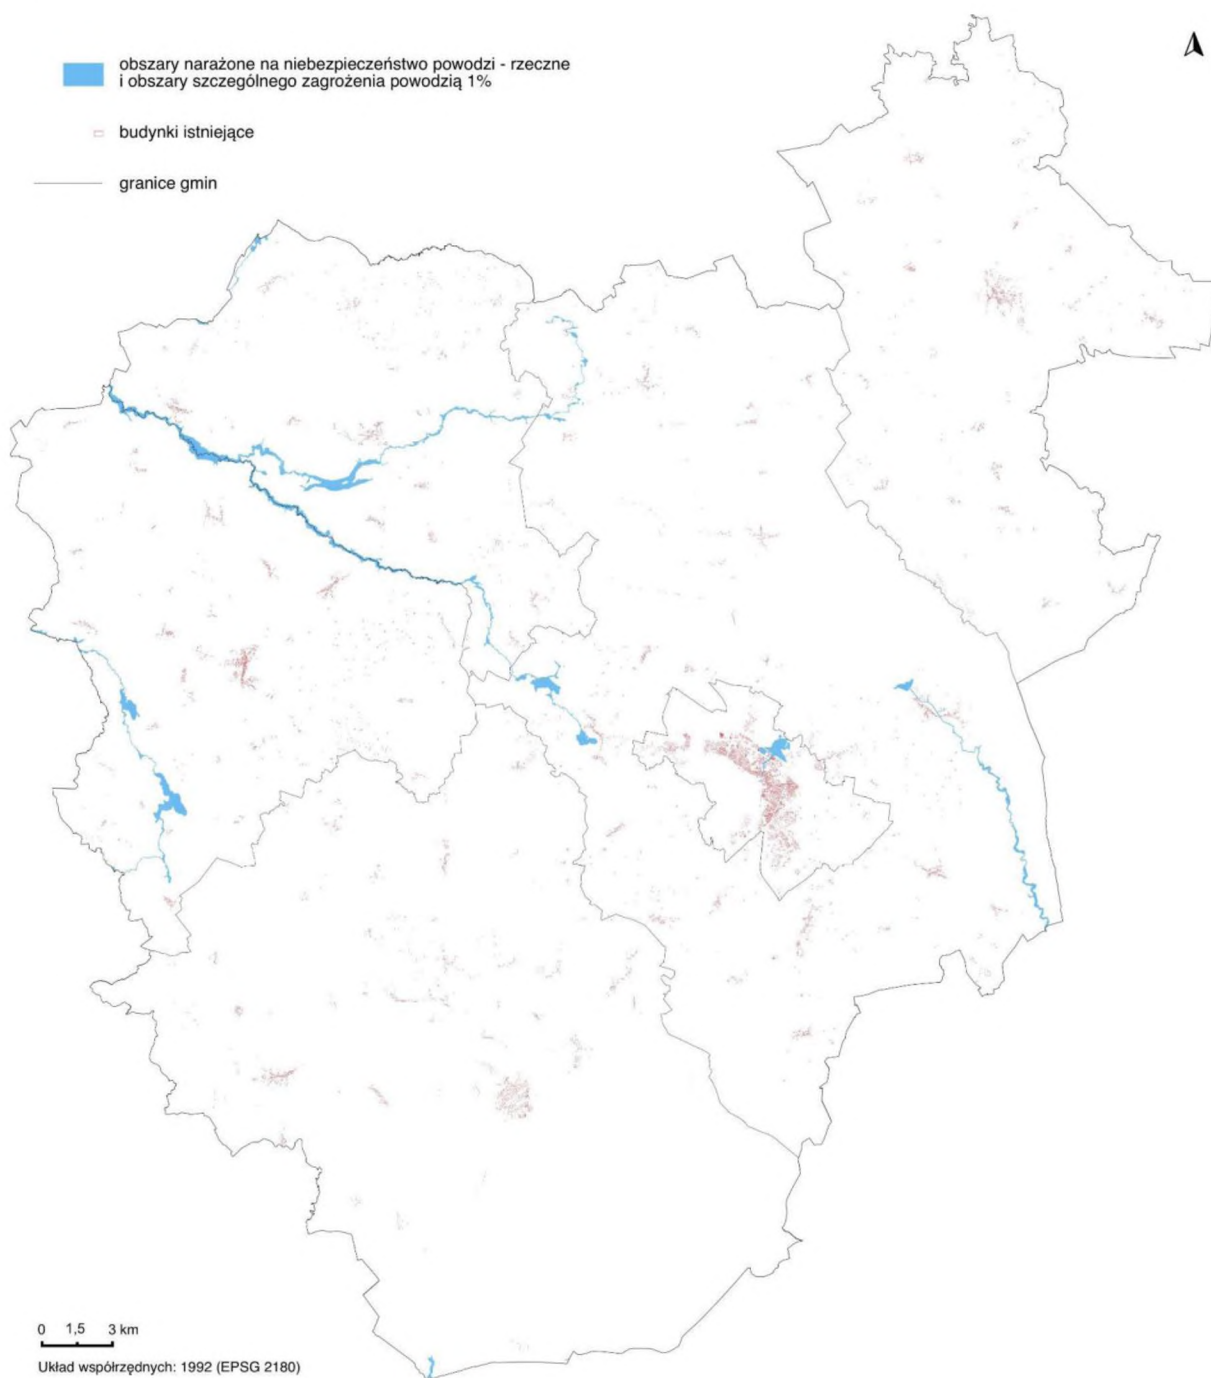 obszary narażone na niebezpieczeństwo powodzi - rzeczne
i obszary szczególnego zagrożenia powodzią 1%
budynki istniejące
granice gmin
0 1,5 3 km
Układ współrzędnych: 1992 (EPSG 2180)